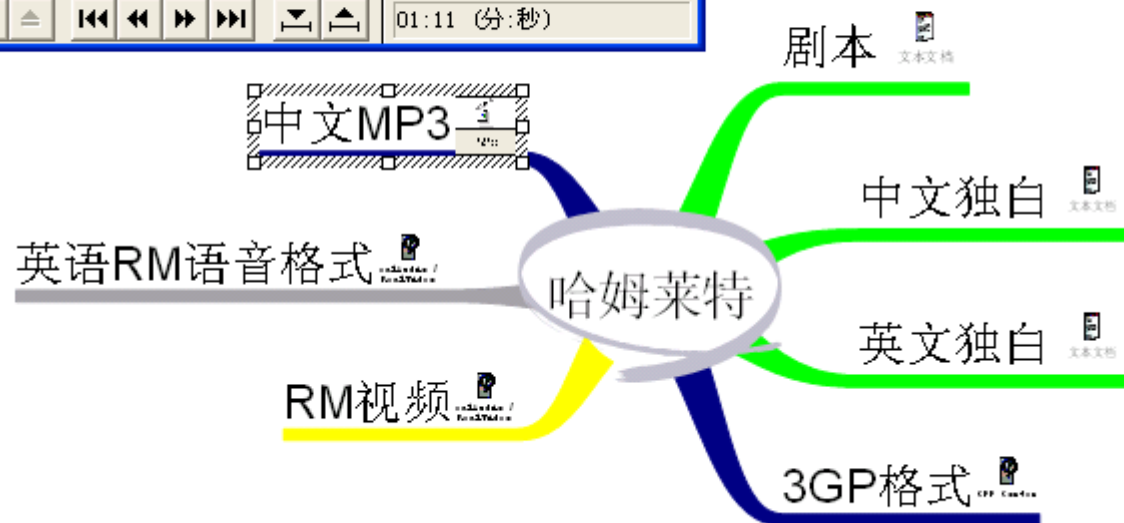 01:11 (分:秒)
剧本
文本文档
中文MP3
中文独白
文本文档
英语RM语音格式
哈姆莱特
英文独白
文本文档
RM视频
3GP格式